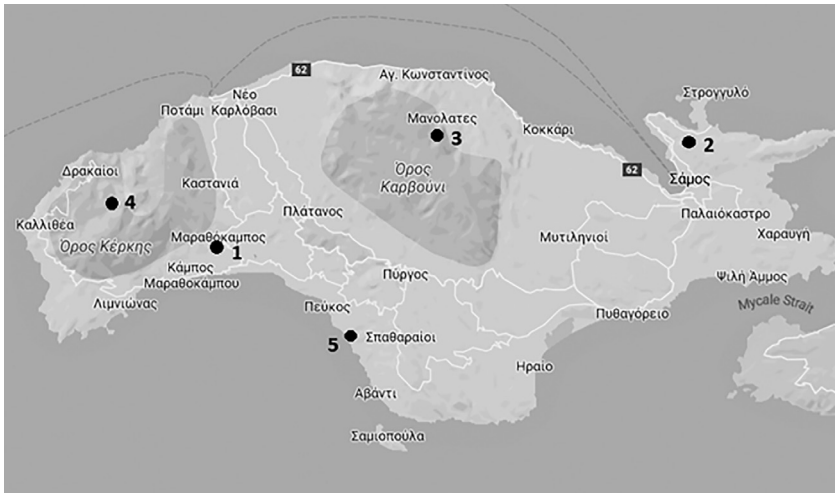 62
Αγ. Κωνσταντίνος
Στρογγυλό
Νέο
Καρλόβασι
Ποτάμι
Μανολατες
3
Κοκκάρι
2
Όρος
Καρβούνι
62
Δρακαίοι
Καστανιά
Σάμος
4
Πλάτανος
Παλαιόκαστρο
Καλλιθέα
Όρος Κέρκης
Μαραθόκαμπος
1
Μυτιληνιοί
Χαραυγή
Κάμπος
Μαραθοκάμπου
Πύργος
Ψιλή Άμμος
Λιμνιώνας
Πεύκος
Mycale Strait
Πυθαγόρειο
5
Σπαθαραίοι
Ηραίο
Αβάντι
Σαμιοπούλα